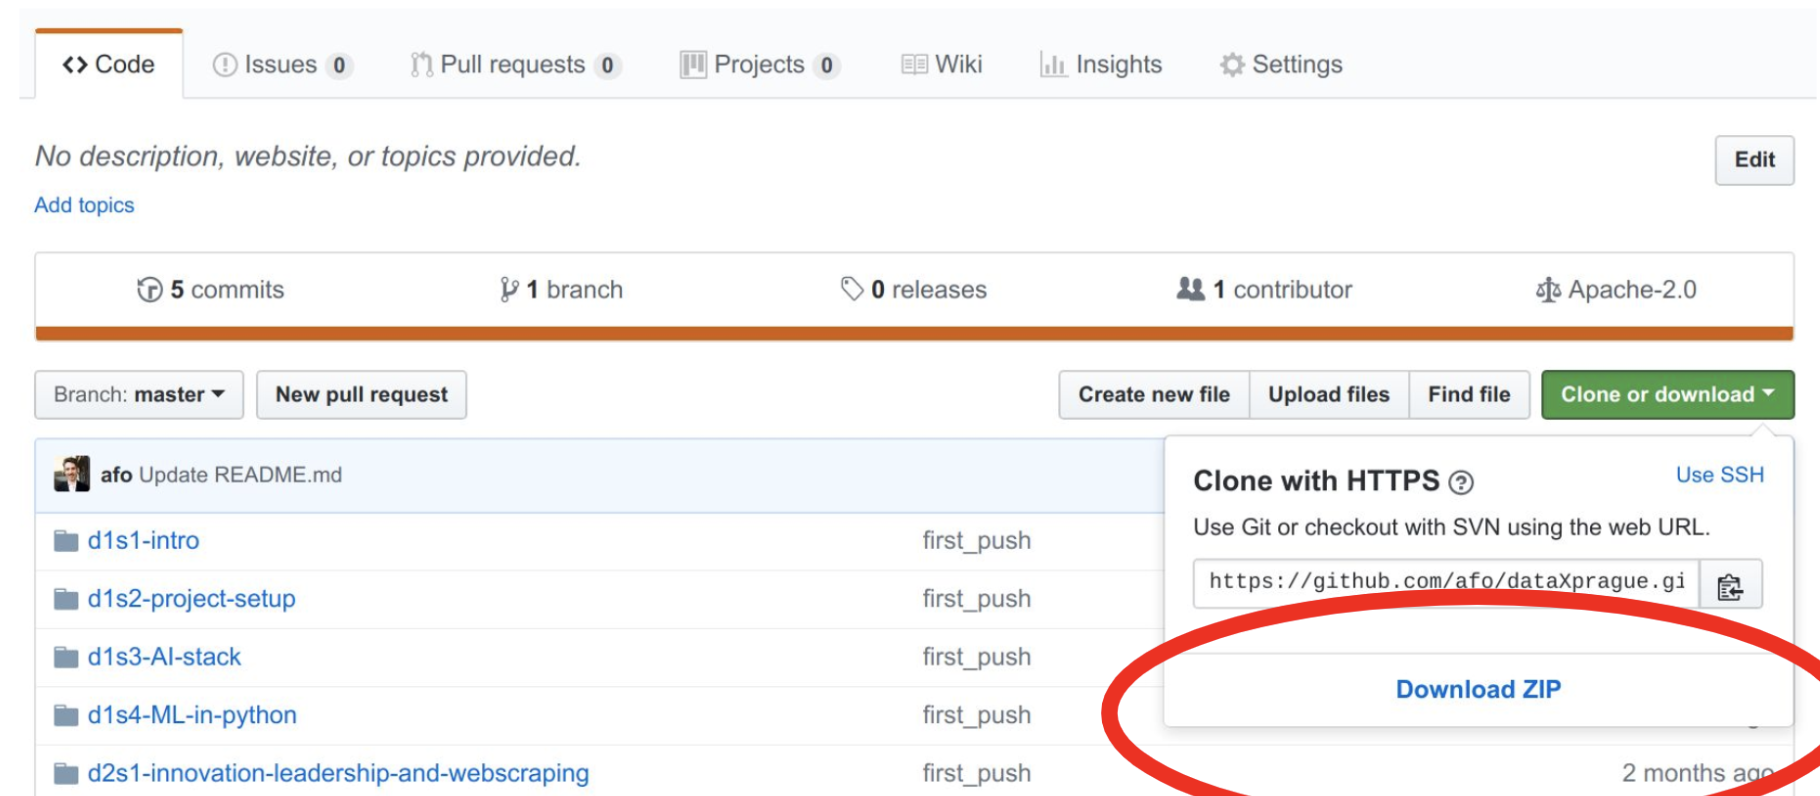 <> Code Issues 0 Pull requests 0 Projects 0 Wiki Insights Settings
No description, website, or topics provided.
Edit
Add topics
5 commits 1 branch 0 releases 1 contributor Apache-2.0
Branch: master New pull request Create new file Upload files Find file Clone or download
afo Update README.md
Clone with HTTPS ? Use SSH
Use Git or checkout with SVN using the web URL.
https://github.com/afo/dataXprague.gi
Download ZIP
d1s1-intro first_push
d1s2-project-setup first_push
d1s3-AI-stack first_push
d1s4-ML-in-python first_push
d2s1-innovation-leadership-and-webscraping first_push 2 months ago